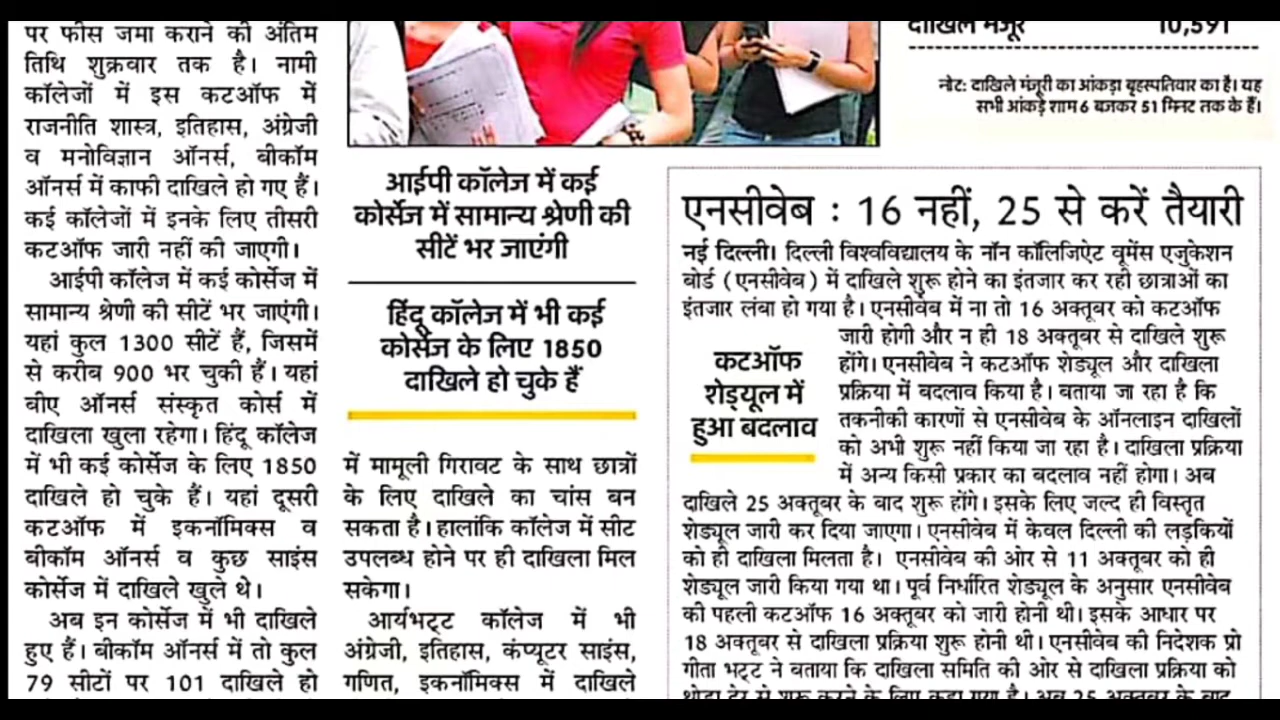 पर फीस जमा कराने की अंतिम
तिथि शुक्रवार तक है। नामी
कॉलेजों में इस कटऑफ में
राजनीति शास्त्र, इतिहास, अंग्रेजी
व मनोविज्ञान ऑनर्स, बीकॉम
ऑनर्स में काफी दाखिले हो गए हैं।
कई कॉलेजों में इनके लिए तीसरी
कटऑफ जारी नहीं की जाएगी।
आईपी कॉलेज में कई कोर्सेज में
सामान्य श्रेणी की सीटें भर जाएंगी।
यहां कुल 1300 सीटें हैं, जिसमें
से करीब 900 भर चुकी हैं। यहां
बीए ऑनर्स संस्कृत कोर्स में
दाखिला खुला रहेगा। हिंदू कॉलेज
में भी कई कोर्सेज के लिए 1850
दाखिले हो चुके हैं। यहां दूसरी
कटऑफ में इकनॉमिक्स व
बीकॉम ऑनर्स व कुछ साइंस
कोर्सेज में दाखिले खुले थे।
अब इन कोर्सेज में भी दाखिले
हुए हैं। बीकॉम ऑनर्स में तो कुल
79 सीटों पर 101 दाखिले हो
आईपी कॉलेज में कई
कोर्सेज में सामान्य श्रेणी की
सीटें भर जाएंगी
हिंदू कॉलेज में भी कई
कोर्सेज के लिए 1850
दाखिले हो चुके हैं
में मामूली गिरावट के साथ छात्रों
के लिए दाखिले का चांस बन
सकता है। हालांकि कॉलेज में सीट
उपलब्ध होने पर ही दाखिला मिल
सकेगा।
आर्यभट्ट कॉलेज में भी
अंग्रेजी, इतिहास, कंप्यूटर साइंस,
गणित, इकनॉमिक्स में दाखिले
दाखिले मंजूर 10,591
नोट: दाखिले मंजूरी का आंकड़ा बृहस्पतिवार का है। यह
सभी आंकड़े शाम 6 बजकर 51 मिनट तक के हैं।
एनसीवेब : 16 नहीं, 25 से करें तैयारी
नई दिल्ली। दिल्ली विश्वविद्यालय के नॉन कॉलिजिएट वूमेंस एजुकेशन
बोर्ड (एनसीवेब) में दाखिले शुरू होने का इंतजार कर रही छात्राओं का
इंतजार लंबा हो गया है। एनसीवेब में ना तो 16 अक्तूबर को कटऑफ
जारी होगी और न ही 18 अक्तूबर से दाखिले शुरू
होंगे। एनसीवेब ने कटऑफ शेड्यूल और दाखिला
प्रक्रिया में बदलाव किया है। बताया जा रहा है कि
तकनीकी कारणों से एनसीवेब के ऑनलाइन दाखिलों
को अभी शुरू नहीं किया जा रहा है। दाखिला प्रक्रिया
में अन्य किसी प्रकार का बदलाव नहीं होगा। अब
कटऑफ
शेड्यूल में
हुआ बदलाव
दाखिले 25 अक्तूबर के बाद शुरू होंगे। इसके लिए जल्द ही विस्तृत
शेड्यूल जारी कर दिया जाएगा। एनसीवेब में केवल दिल्ली की लड़कियों
को ही दाखिला मिलता है। एनसीवेब की ओर से 11 अक्तूबर को ही
शेड्यूल जारी किया गया था। पूर्व निर्धारित शेड्यूल के अनुसार एनसीवेब
की पहली कटऑफ 16 अक्तूबर को जारी होनी थी। इसके आधार पर
18 अक्तूबर से दाखिला प्रक्रिया शुरू होनी थी। एनसीवेब की निदेशक प्रो
गीता भट्ट ने बताया कि दाखिला समिति की ओर से दाखिला प्रक्रिया को
थोड़ा देर से शुरू करने के लिए कहा गया है। अब 25 अक्तूबर के बाद